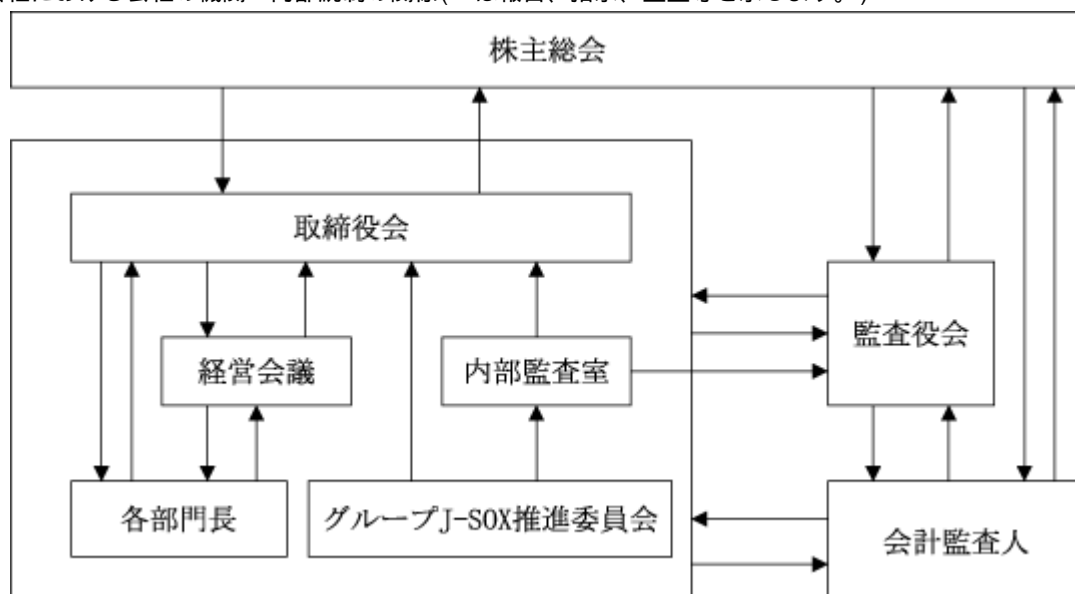 株主総会
取締役会
監査役会
経営会議
内部監査室
各部門長
グループJ-SOX推進委員会
会計監査人